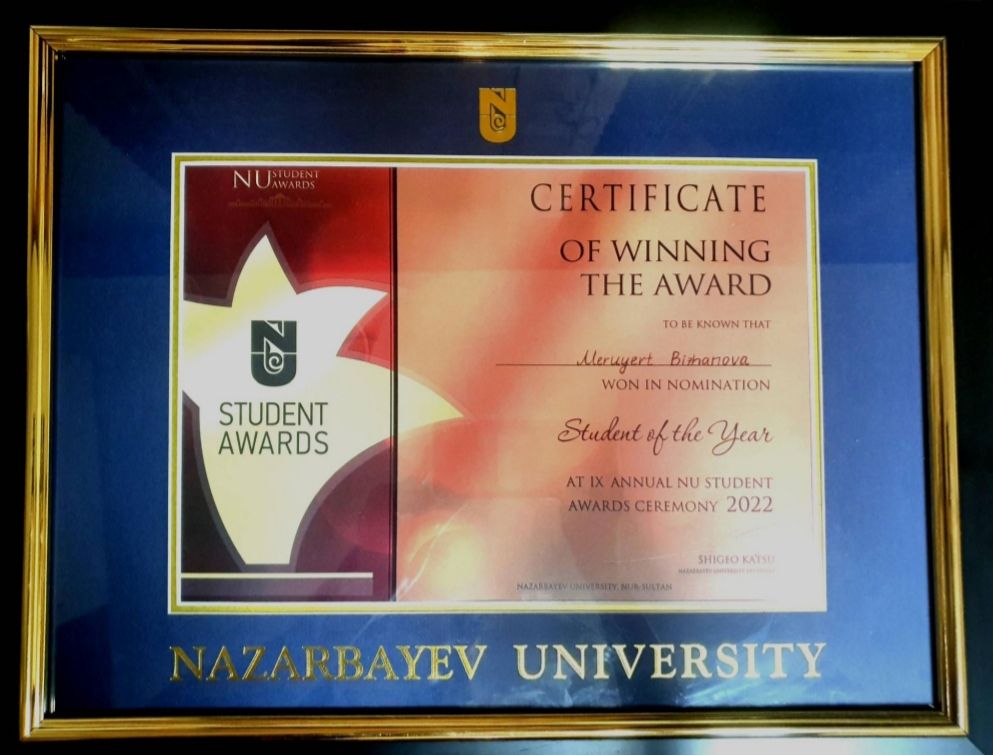 NU STUDENT
AWARDS
STUDENT
AWARDS
CERTIFICATE
OF WINNING
THE AWARD
TO BE KNOWN THAT
Meruyert Bizhanova
WON IN NOMINATION
Student of the Year
AT IX ANNUAL NU STUDENT
AWARDS CEREMONY 2022
SHIGEO KATSU
NAZARBAYEV UNIVERSITY
NAZARBAYEV UNIVERSITY, NUR-SULTAN
NAZARBAYEV UNIVERSITY